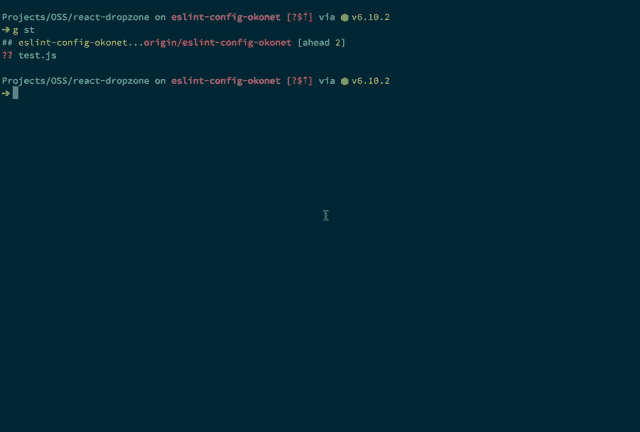 Projects/OSS/react-dropzone on eslint-config-okonet [?$⇡] via ⬢ v6.10.2
➜ g st
## eslint-config-okonet...origin/eslint-config-okonet [ahead 2]
?? test.js
Projects/OSS/react-dropzone on eslint-config-okonet [?$⇡] via ⬢ v6.10.2
➜